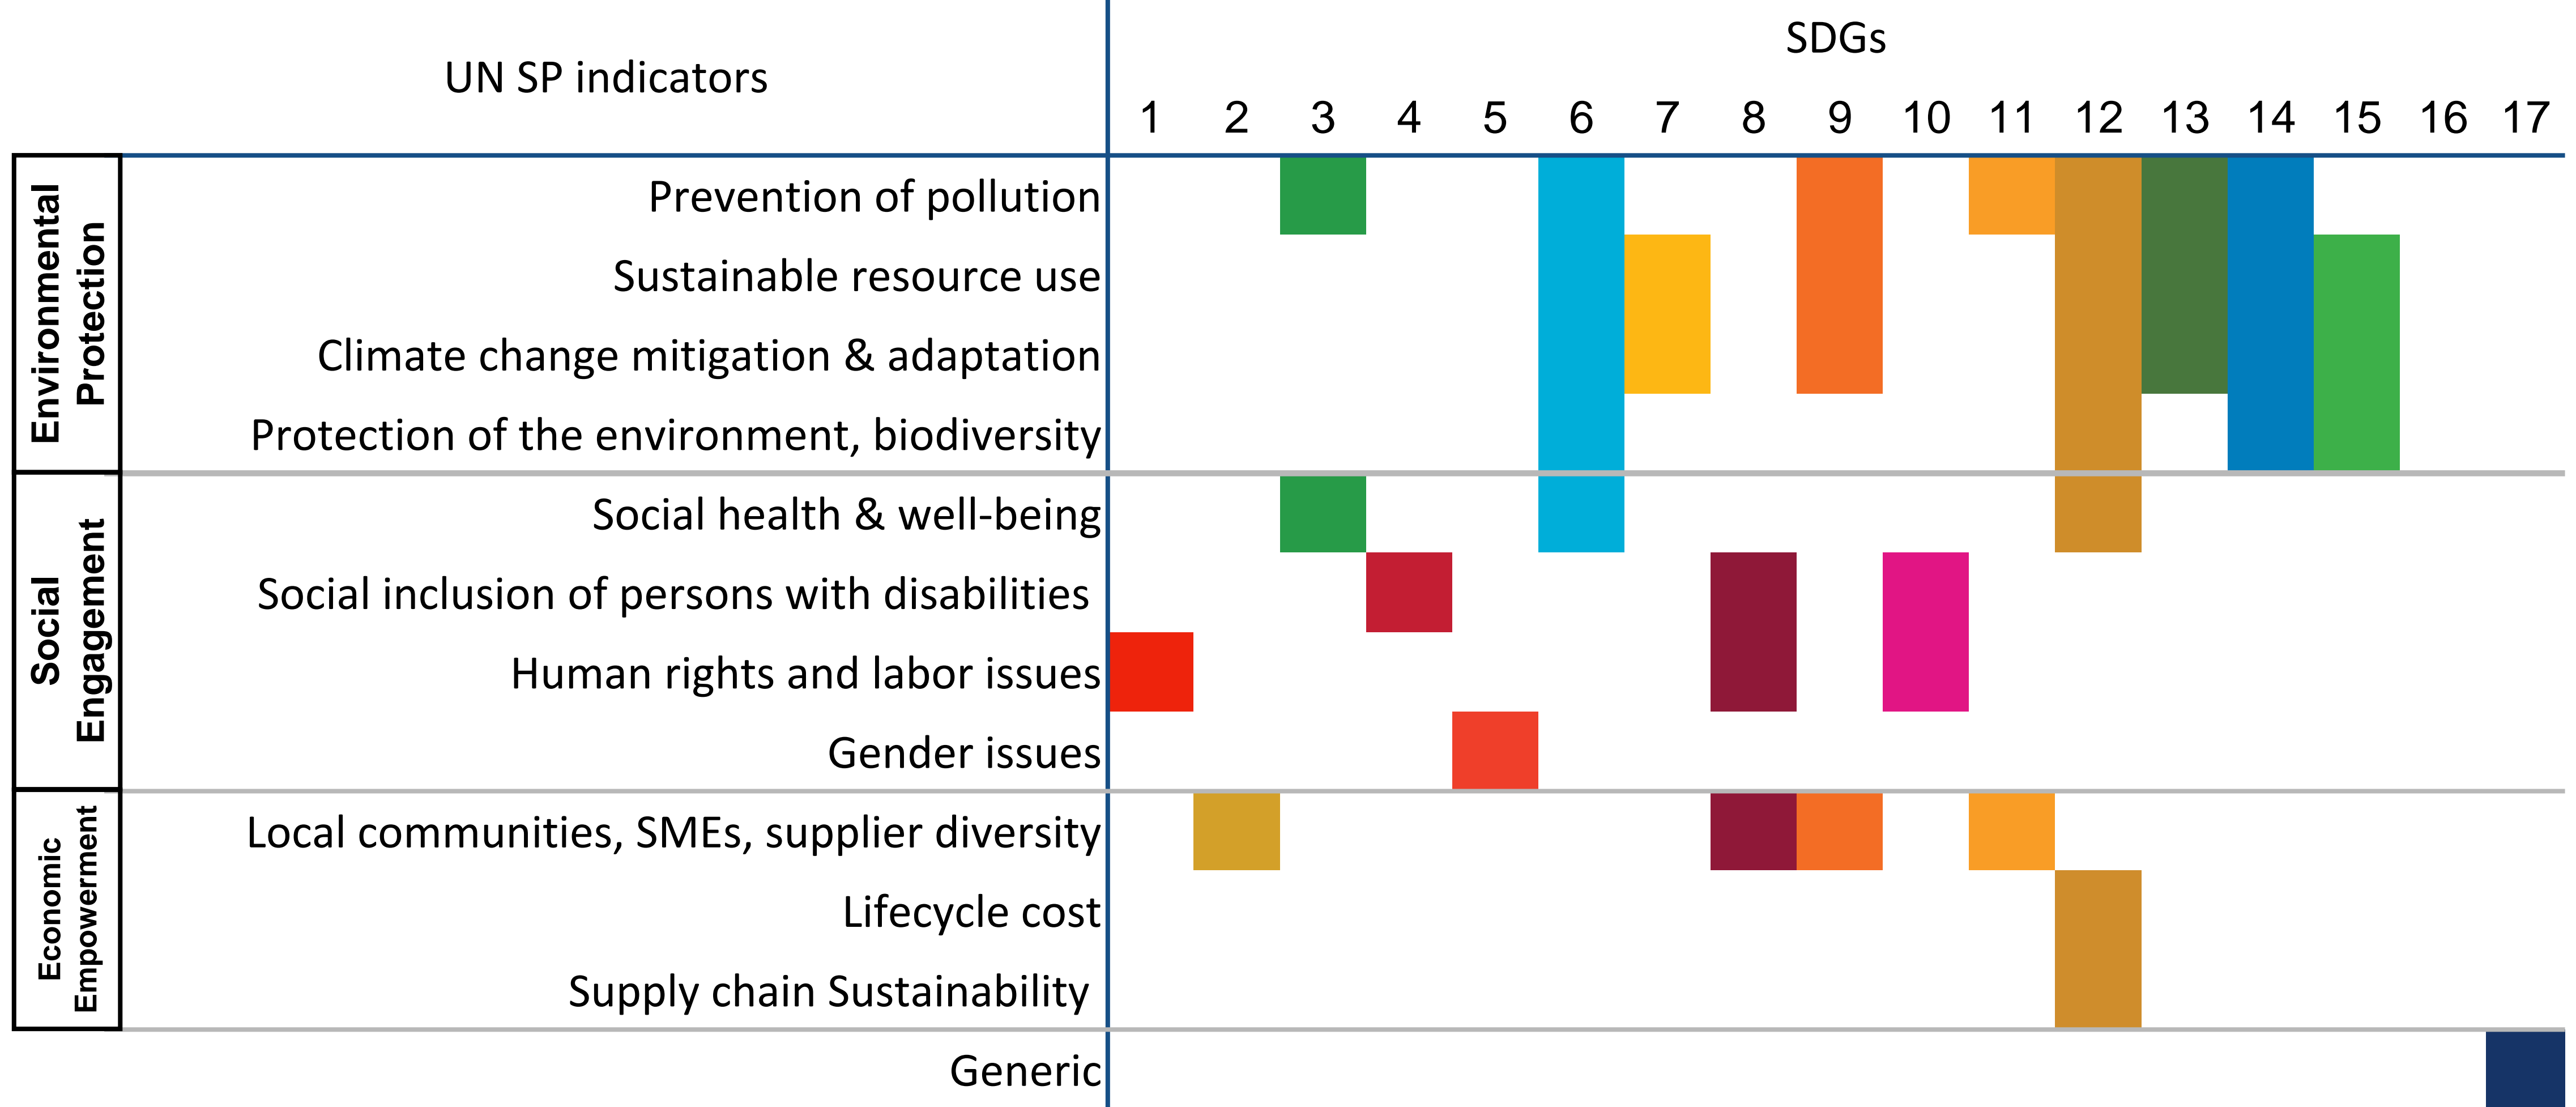 UN SP indicators
SDGs
1 2 3 4 5 6 7 8 9 10 11 12 13 14 15 16 17
Environmental
Protection
Prevention of pollution
Sustainable resource use
Climate change mitigation & adaptation
Protection of the environment, biodiversity
Social
Engagement
Social health & well-being
Social inclusion of persons with disabilities
Human rights and labor issues
Gender issues
Economic
Empowerment
Local communities, SMEs, supplier diversity
Lifecycle cost
Supply chain Sustainability
Generic